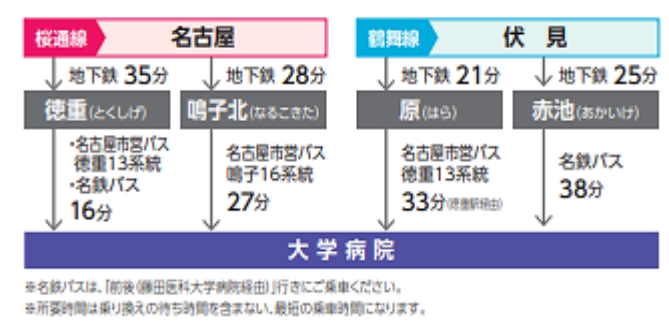 桜通線 名古屋 鶴舞線 伏見
地下鉄 35分 地下鉄 28分 地下鉄 21分 地下鉄 25分
徳重(とくしげ) 鳴子北(なるこきた) 原(はら) 赤池(あかいけ)
・名古屋市営バス
徳重13系統
・名鉄バス
16分
名古屋市営バス
鳴子16系統
27分
名古屋市営バス
徳重13系統
33分(徳重駅経由)
名鉄バス
38分
大学病院
※名鉄バスは、「前後(藤田医科大学病院経由)」行きにご乗車ください。
※所要時間は乗り換えの待ち時間を含まない、最短の乗車時間になります。